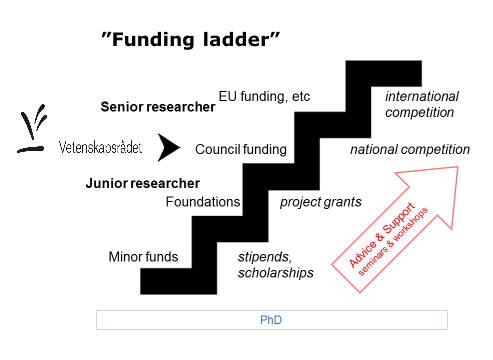 ”Funding ladder”
EU funding, etc
international
competition
Senior researcher
Vetenskapsrådet
Council funding
national competition
Junior researcher
Foundations
project grants
Advice & Support
seminars & workshops
Minor funds
stipends,
scholarships
PhD